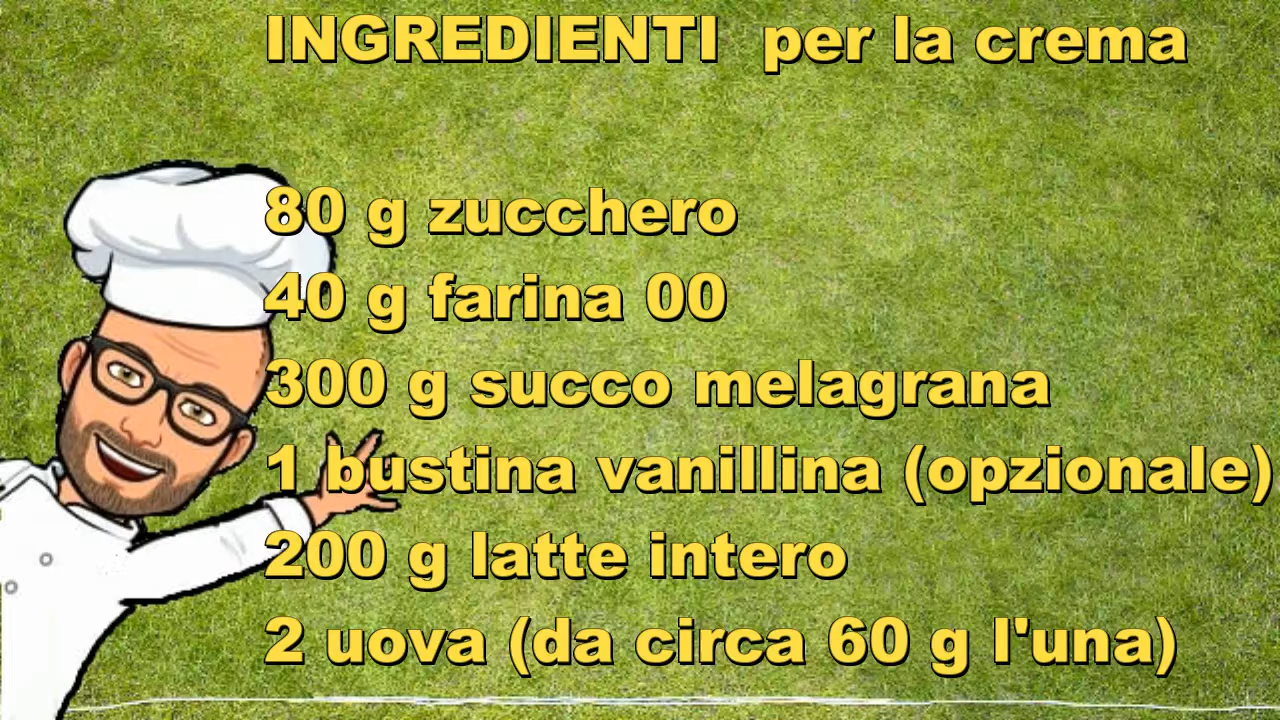 INGREDIENTI per la crema
80 g zucchero
40 g farina 00
300 g succo melagrana
1 bustina vanillina (opzionale)
200 g latte intero
2 uova (da circa 60 g l'una)